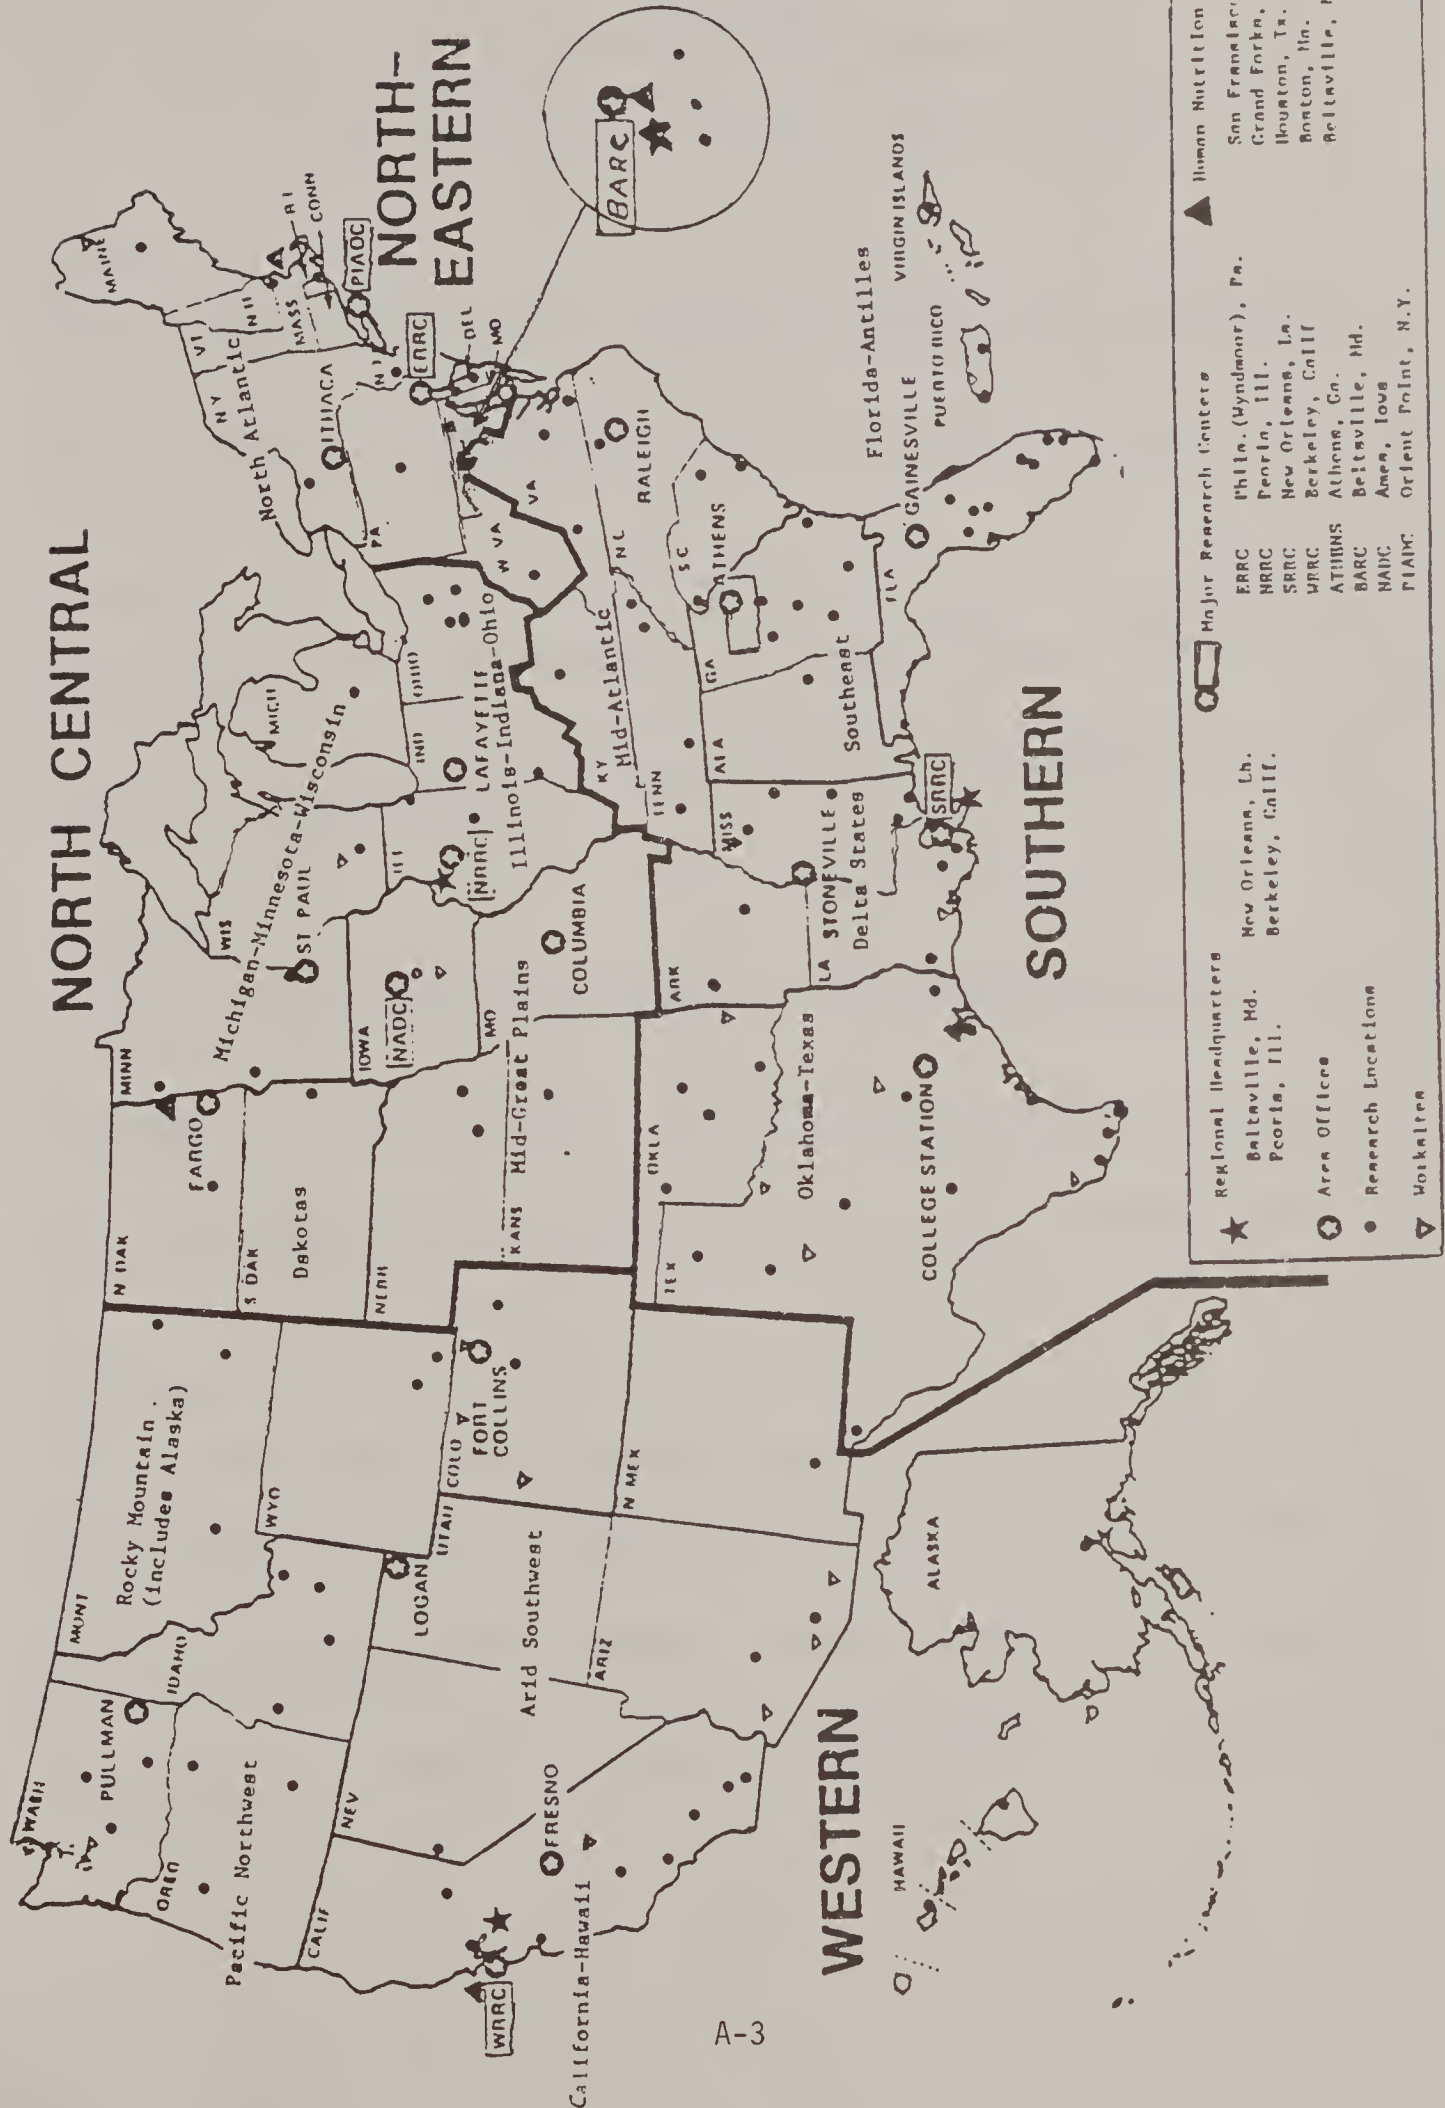 NORTH CENTRAL
NORTH-
EASTERN
SOUTHERN
WESTERN
WASH
PULLMAN
OREG
Pacific Northwest
IDAHO
MONT
Rocky Mountain .
(includes Alaska)
WYO
CALIF
NEV
LOGAN
UTAH
Arid Southwest
ARIZ
COLO
FORT
COLLINS
N MEX
WRRC
FRESNO
California-Hawaii
HAWAII
ALASKA
N DAK
FARGO
S DAK
Dakotas
NEBR
KANS
Mid-Great Plains
MINN
Michigan-Minnesota-Wisconsin
WIS
ST PAUL
MICH
IOWA
NADC
MO
COLUMBIA
ILL
NRRC
IND
LAFAYETTE
OHIO
Illinois-Indiana-Ohio
OKLA
TEX
Oklahoma-Texas
COLLEGE STATION
ARK
LA
STONEVILLE
Delta States
MISS
SRRC
ALA
GA
Southeast
ATHENS
FLA
GAINESVILLE
Florida-Antilles
PUERTO RICO
VIRGIN ISLANDS
KY
Mid-Atlantic
TENN
NC
SC
RALEIGH
VA
W VA
PA
NY
North Atlantic
ITHACA
VT
NH
MAINE
MASS
RI
CONN
PIADC
NJ
ERRC
DEL
MD
BARC
Regional Headquarters
Beltsville, Md. New Orleans, La.
Peoria, Ill. Berkeley, Calif.
Area Offices
Research Locations
Worksites
Major Research Centers
ERRC Phila. (Wyndmoor), Pa.
NRRC Peoria, Ill.
SRRC New Orleans, La.
WRRC Berkeley, Calif
ATHENS Athens, Ga.
BARC Beltsville, Md.
NADC Ames, Iowa
PIADC Orient Point, N.Y.
Human Nutrition
Grand Forks,
Houston, Tx.
Boston, Ma.
Beltsville,
A-3